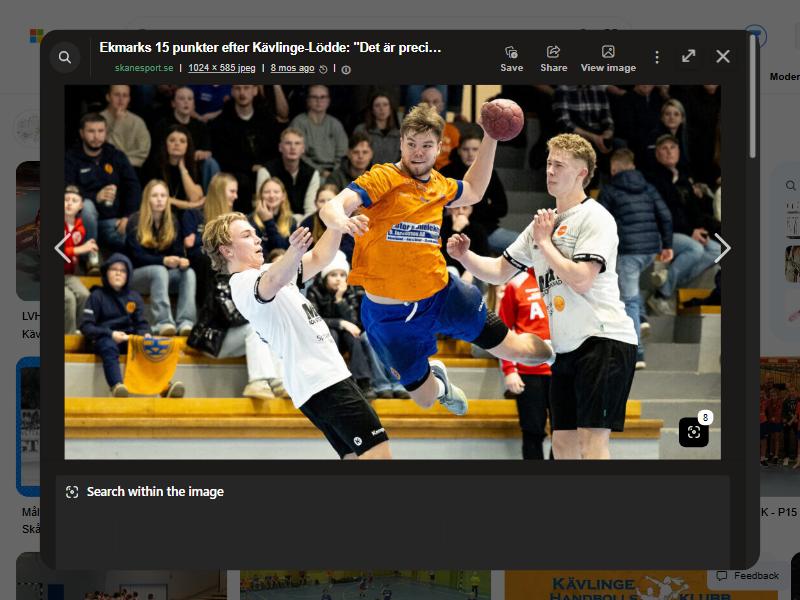 Ekmarks 15 punkter efter Kävlinge-Lödde: "Det är preci...
skanesport.se | 1024 × 585 jpeg | 8 mos ago |
Save
Share
View image
Moder
LVH
Käv
A
8
Search within the image
Mål
Skå
K - P15
Feedback
KÄVLINGE
HANDBOLLS KLUBB